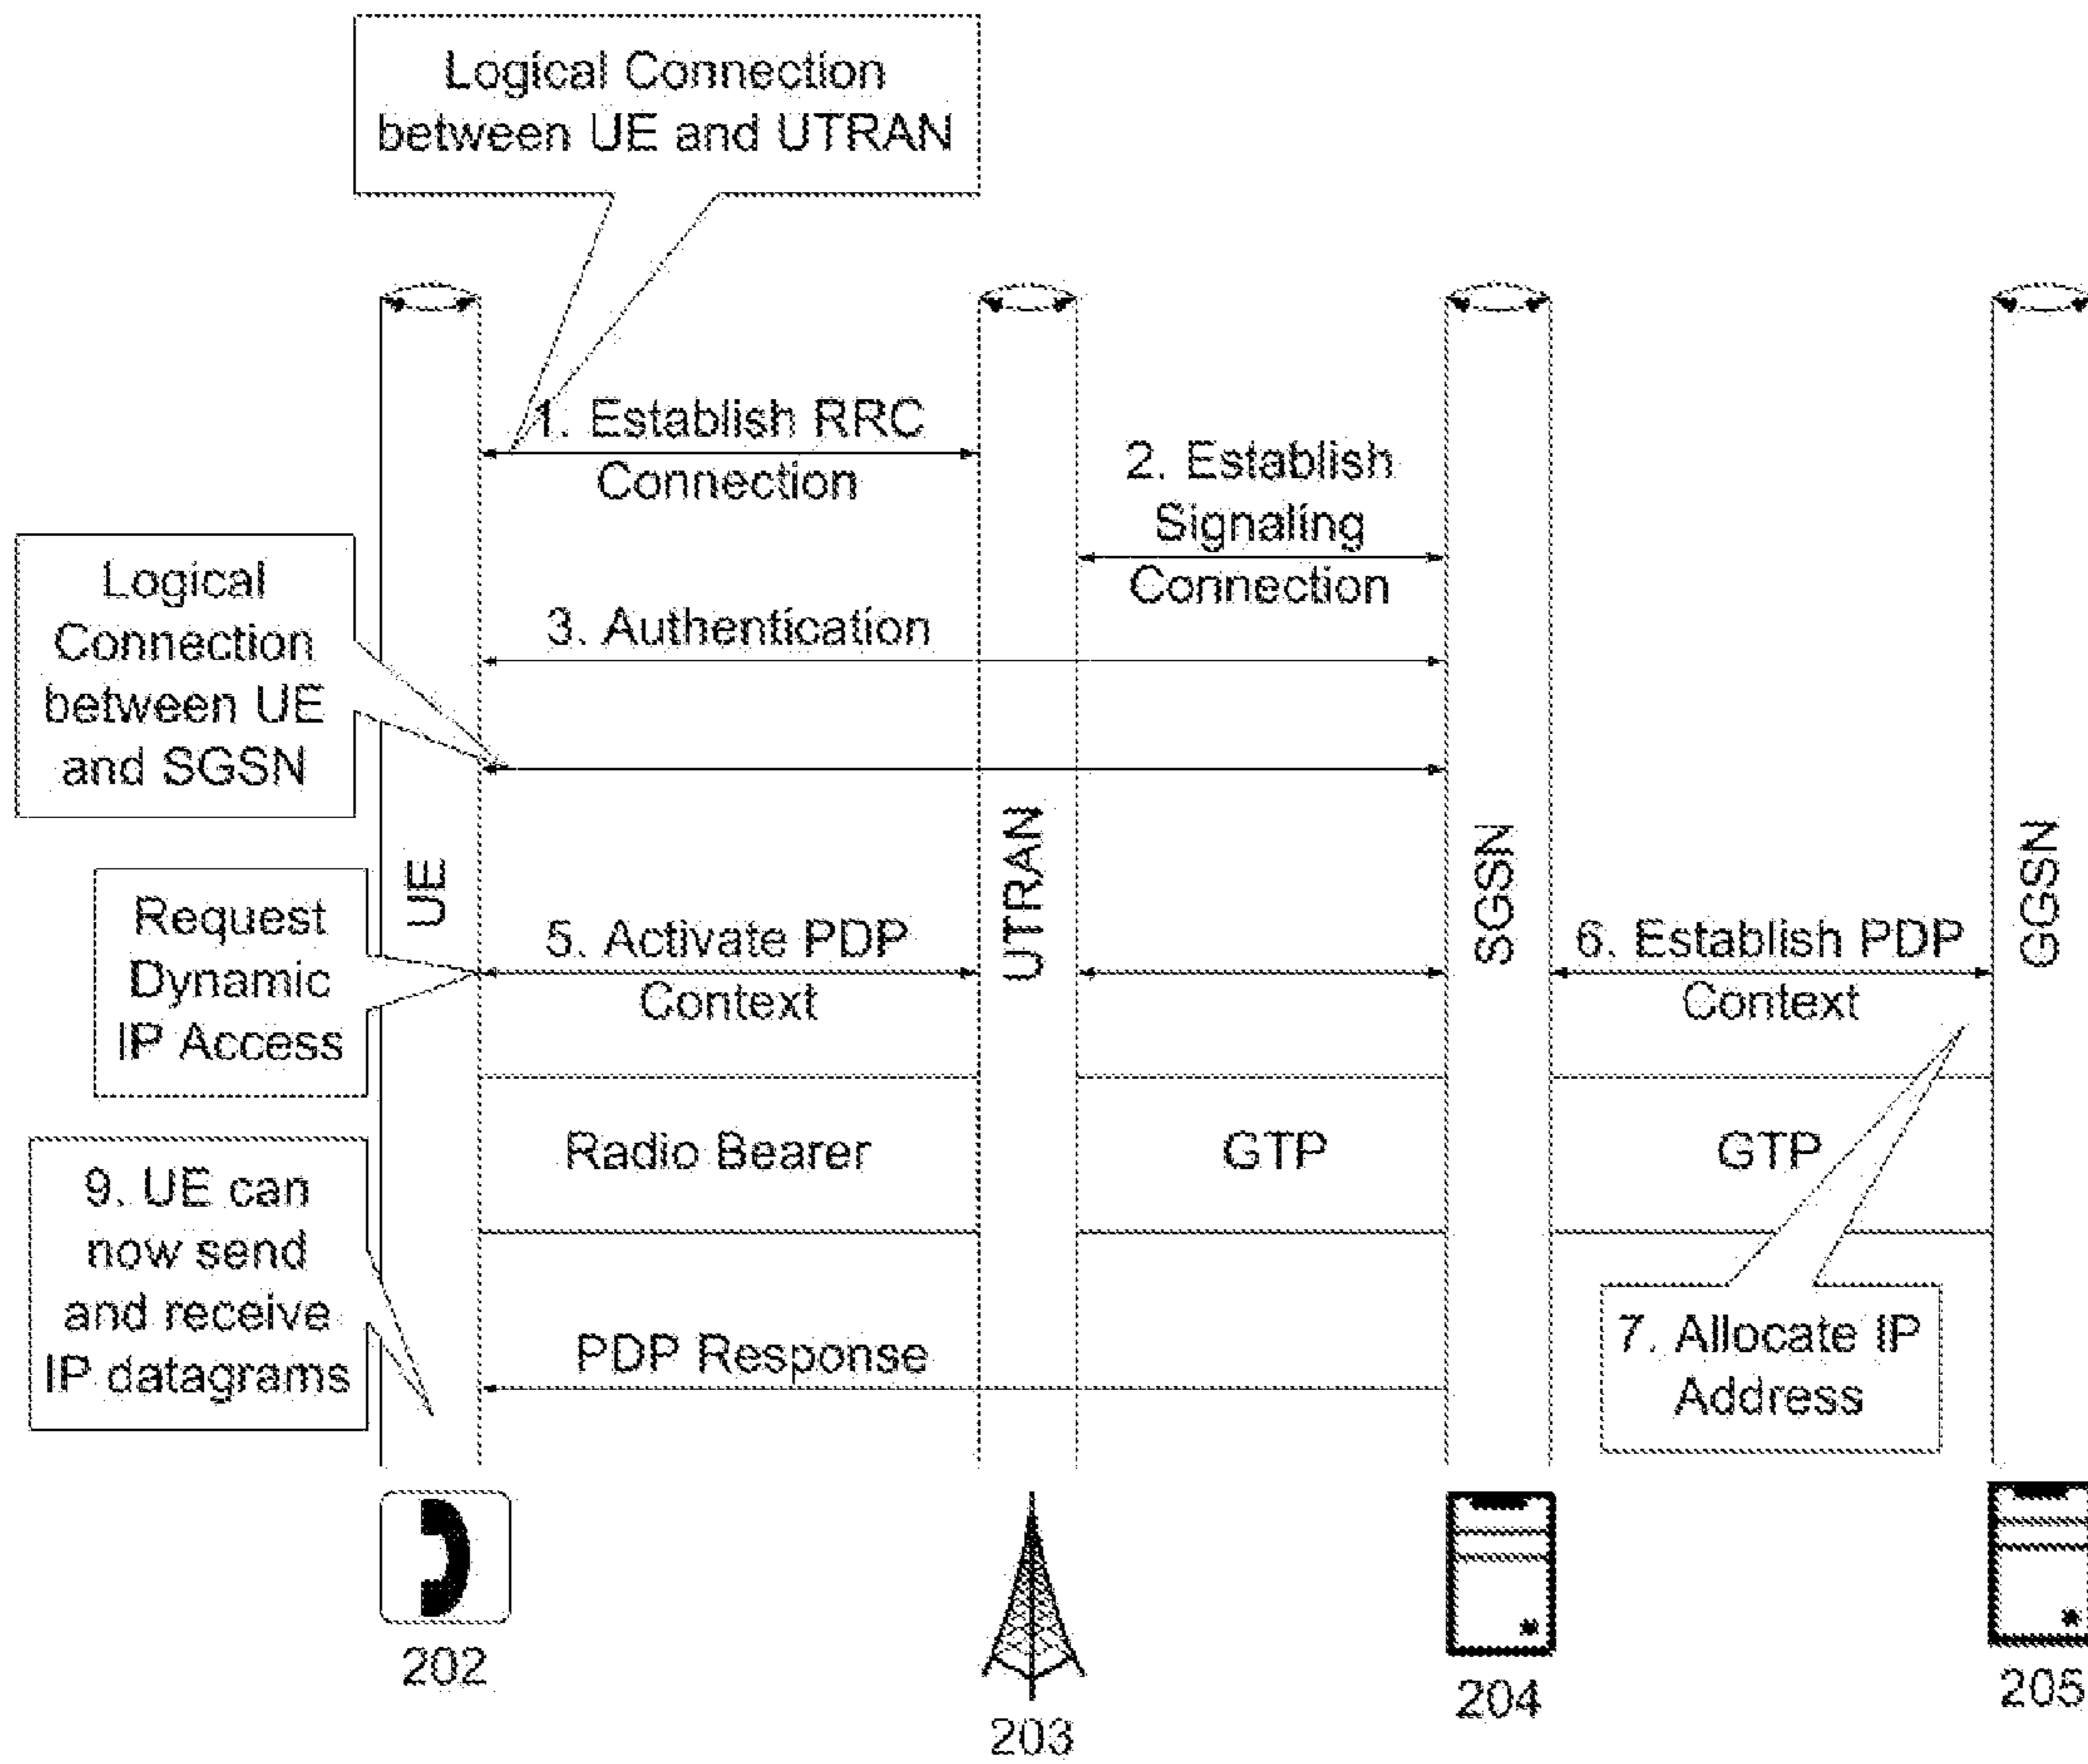 Logical Connection
between UE and UTRAN
1. Establish RRC
Connection
2. Establish
Signaling
Connection
Logical
Connection
between UE
and SGSN
3. Authentication
UE
UTRAN
SGSN
GGSN
Request
Dynamic
IP Access
5. Activate PDP
Context
6. Establish PDP
Context
Radio Bearer
GTP
GTP
9. UE can
now send
and receive
IP datagrams
PDP Response
7. Allocate IP
Address
202
203
204
205